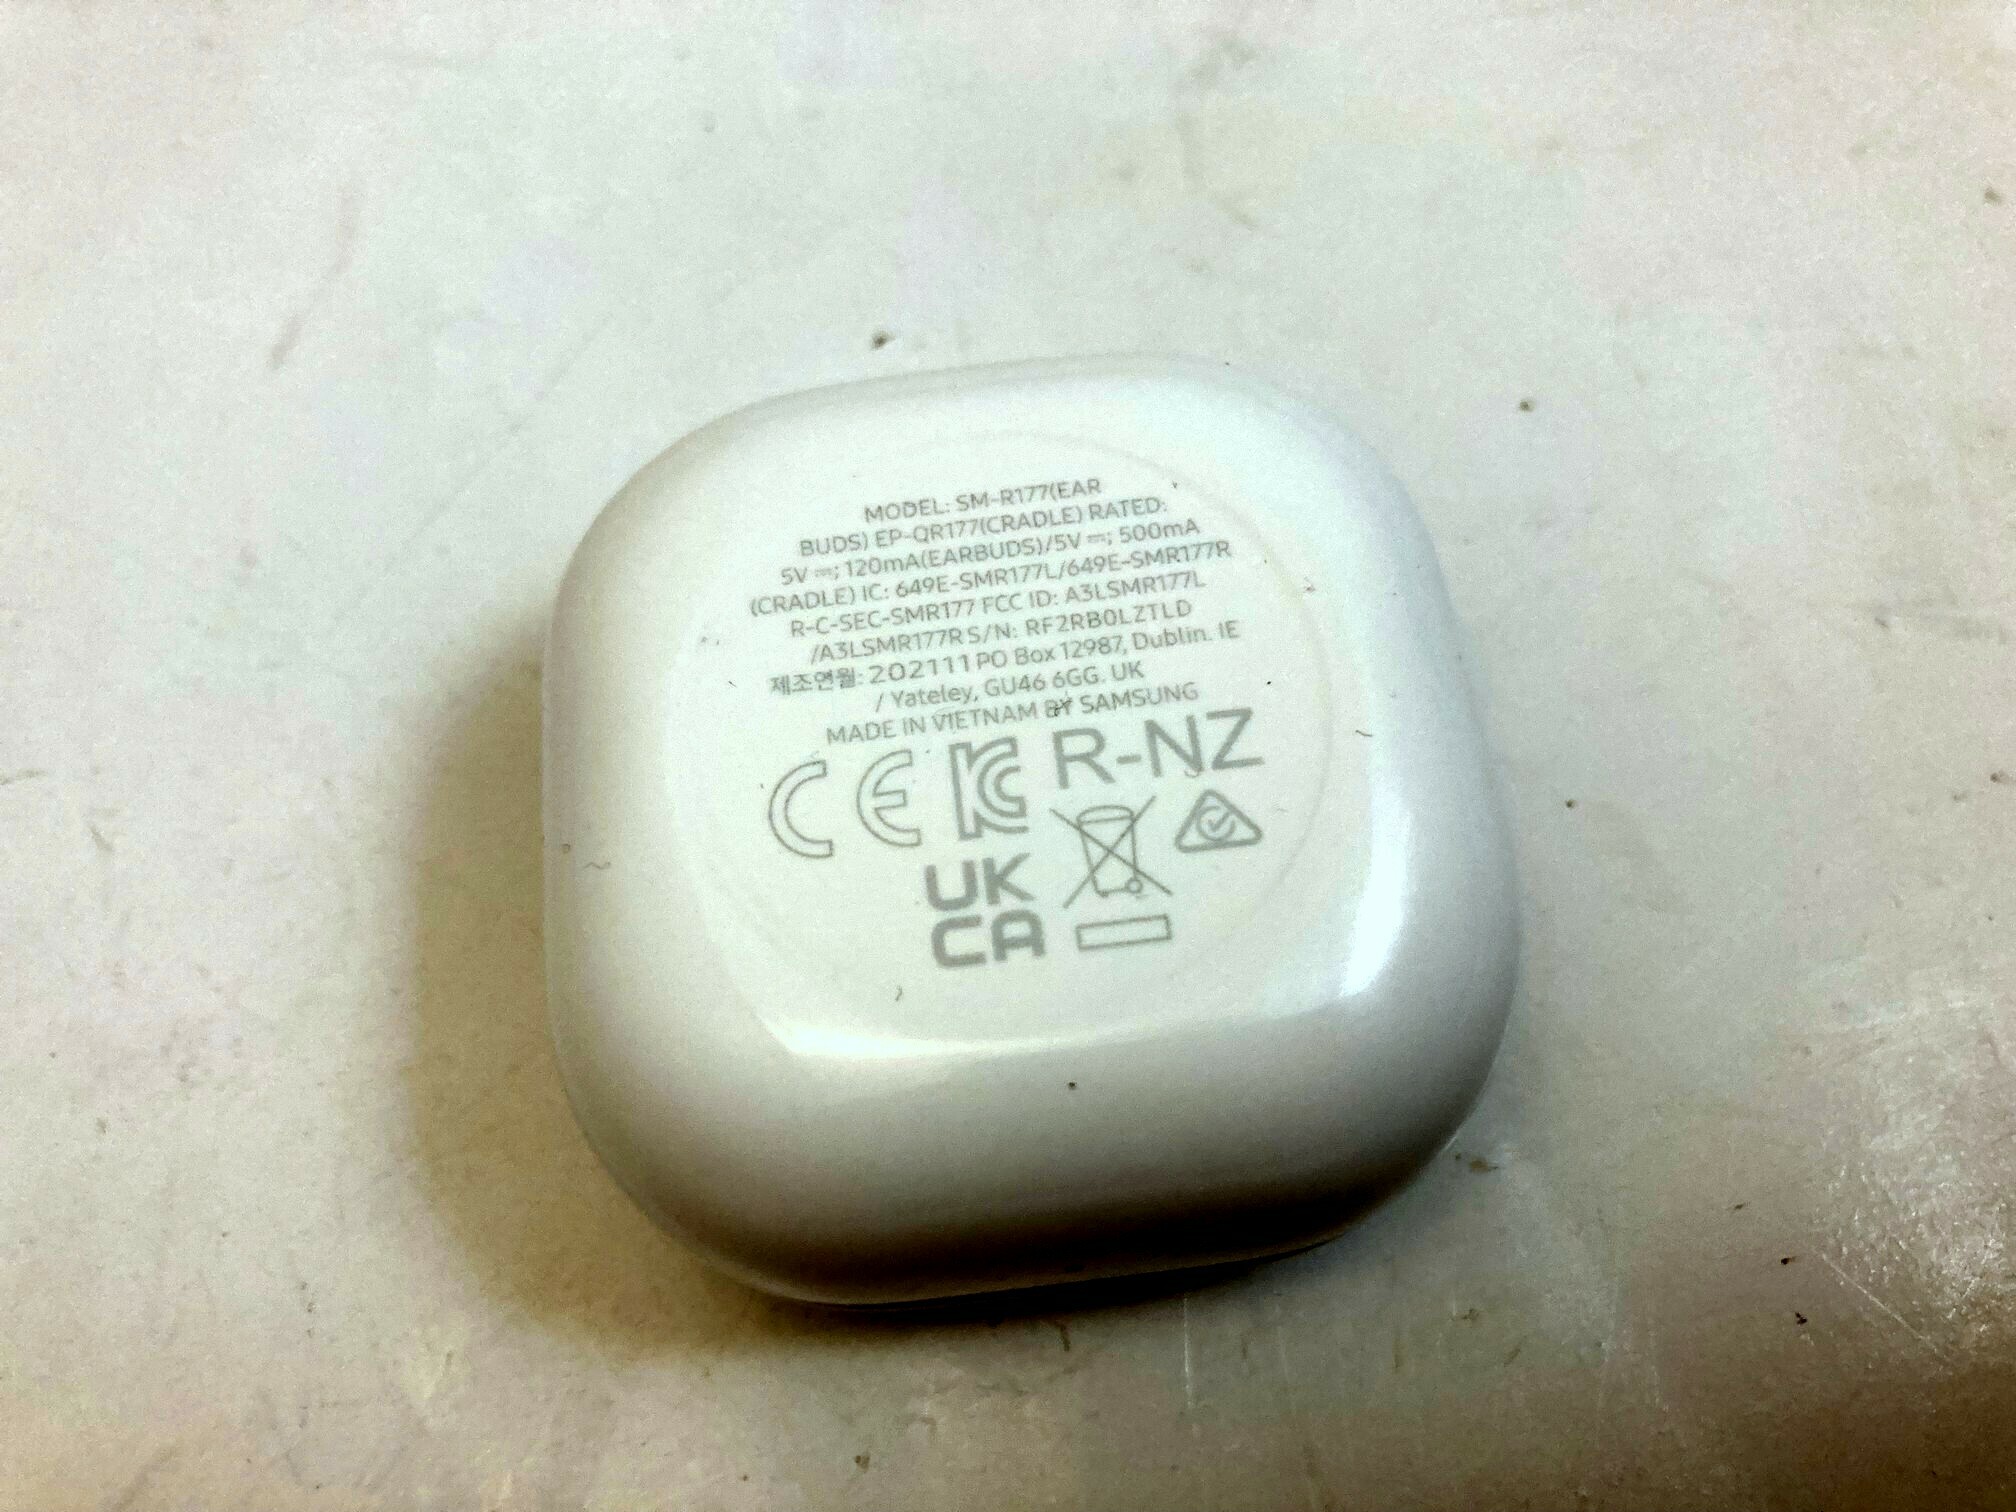 MODEL: SM-R177(EAR
BUDS) EP-QR177(CRADLE) RATED:
5V ⎓; 120mA(EARBUDS)/5V ⎓; 500mA
(CRADLE) IC: 649E-SMR177L/649E-SMR177R
R-C-SEC-SMR177 FCC ID: A3LSMR177L
/A3LSMR177R S/N: RF2RB0LZTLD
제조연월: 202111 PO Box 12987, Dublin. IE
/ Yateley, GU46 6GG. UK
MADE IN VIETNAM BY SAMSUNG
CE KC R-NZ
UK
CA